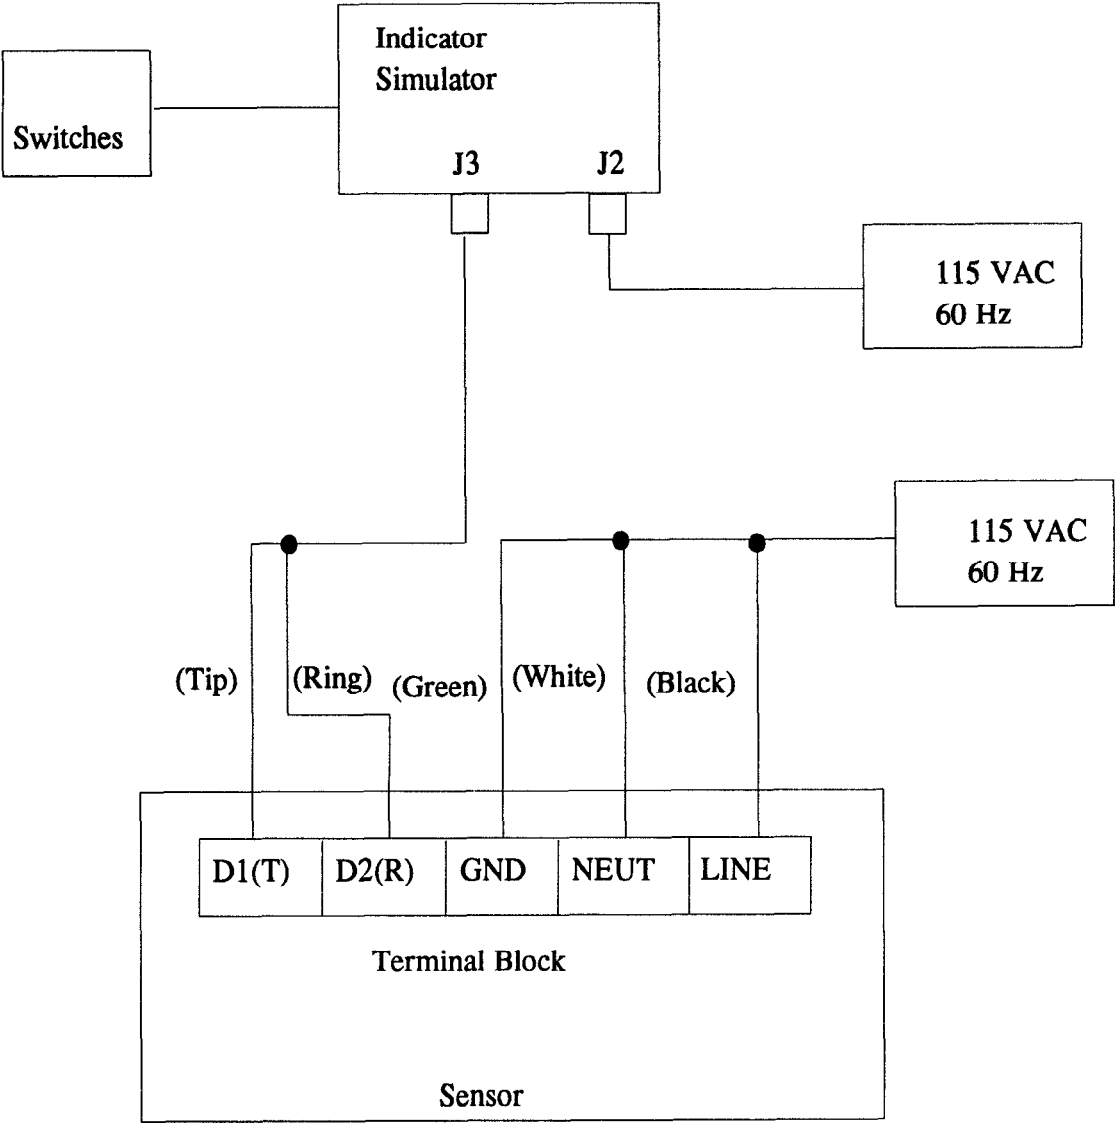 Indicator
Simulator
Switches
J3
J2
115 VAC
60 Hz
115 VAC
60 Hz
(Tip)
(Ring)
(Green)
(White)
(Black)
D1(T)
D2(R)
GND
NEUT
LINE
Terminal Block
Sensor